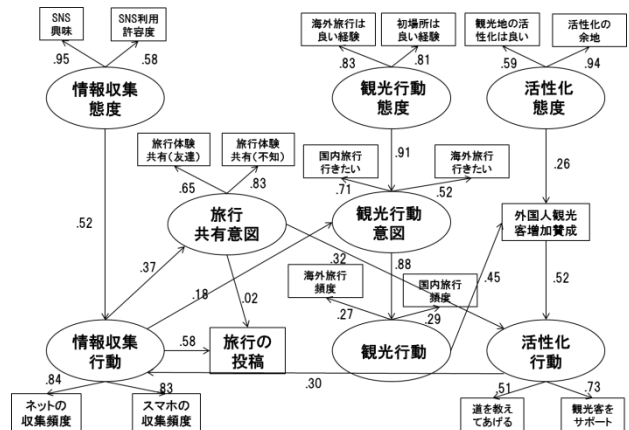 SNS
興味
SNS利用
許容度
海外旅行は
良い経験
初場所は
良い経験
観光地の活
性化は良い
活性化の
余地
.95
.58
.83
.81
.59
.94
情報収集
態度
観光行動
態度
活性化
態度
旅行体験
共有(友達)
旅行体験
共有(不知)
国内旅行
行きたい
海外旅行
行きたい
.91
.26
.65
.83
.71
.52
.52
旅行
共有意図
観光行動
意図
外国人観光
客増加賛成
.37
.18
.02
.32
.88
.45
.52
海外旅行
頻度
国内旅行
頻度
.27
.29
情報収集
行動
.58
旅行の
投稿
観光行動
活性化
行動
.30
.84
.83
.51
.73
ネットの
収集頻度
スマホの
収集頻度
道を教え
てあげる
観光客を
サポート